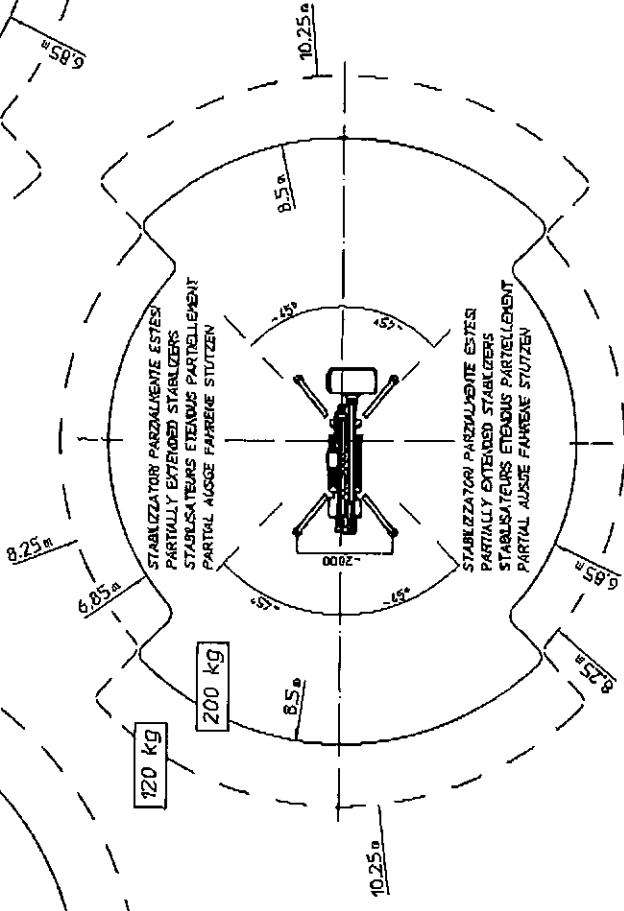 6,85m
10,25m
8,5m
STABILIZZATORI PARZIALMENTE ESTESI
PARTIALLY EXTENDED STABILIZERS
STABILISATEURS ETENDUS PARTIELLEMENT
PARTIAL AUSGE FAHRENE STUTZEN
~45°
~45°
8.25m
6,85m
~2000
~45°
~45°
STABILIZZATORI PARZIALMENTE ESTESI
PARTIALLY EXTENDED STABILIZERS
STABILISATEURS ETENDUS PARTIELLEMENT
PARTIAL AUSGE FAHRENE STUTZEN
200 kg
120 kg
8,5m
6,85m
8,25m
10,25m